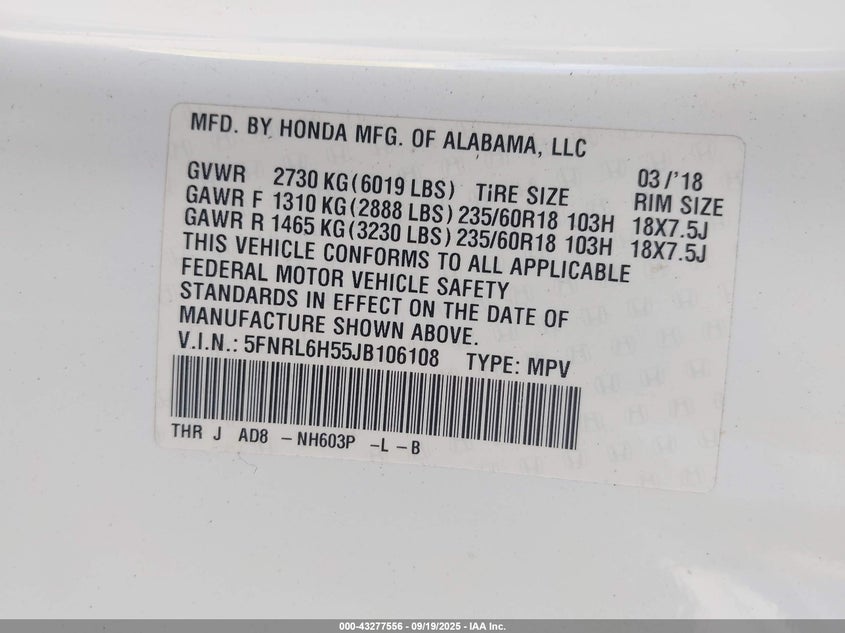 MFD. BY HONDA MFG. OF ALABAMA, LLC
03/'18
GVWR 2730 KG(6019 LBS) TiRE SIZE RIM SIZE
GAWR F 1310 KG(2888 LBS) 235/60R18 103H 18X7.5J
GAWR R 1465 KG(3230 LBS) 235/60R18 103H 18X7.5J
THIS VEHICLE CONFORMS TO ALL APPLICABLE
FEDERAL MOTOR VEHICLE SAFETY
STANDARDS IN EFFECT ON THE DATE OF
MANUFACTURE SHOWN ABOVE.
V.I.N.: 5FNRL6H55JB106108 TYPE: MPV
THR J AD8 -NH603P -L -B
000-43277556 - 09/19/2025 - IAA Inc.